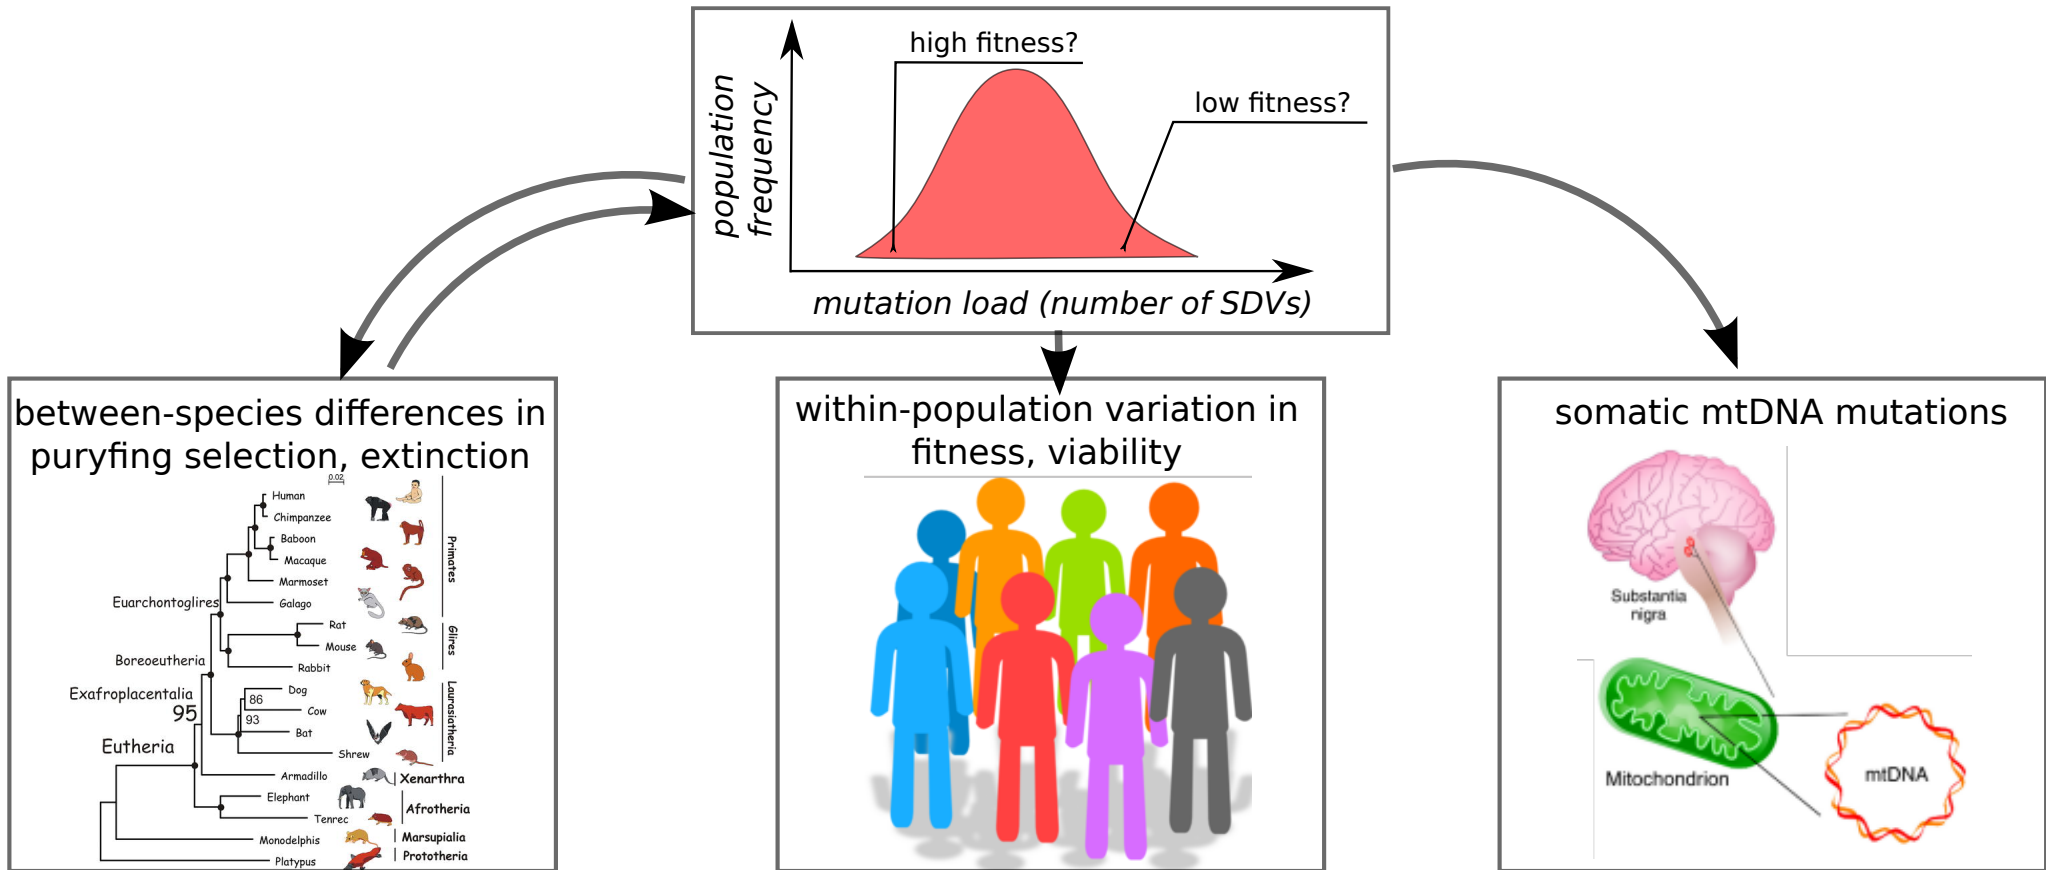 high fitness?
low fitness?
population
frequency
mutation load (number of SDVs)
between-species differences in
puryfing selection, extinction
0.02
Human
Chimpanzee
Baboon
Macaque
Marmoset
Galago
Euarchontoglires
Rat
Mouse
Rabbit
Boreoeutheria
Exafroplacentalia
95
Dog
86
Cow
93
Bat
Shrew
Eutheria
Armadillo
Elephant
Tenrec
Monodelphis
Platypus
Primates
Glires
Laurasiatheria
Xenarthra
Afrotheria
Marsupialia
Prototheria
within-population variation in
fitness, viability
somatic mtDNA mutations
Substantia
nigra
Mitochondrion
mtDNA